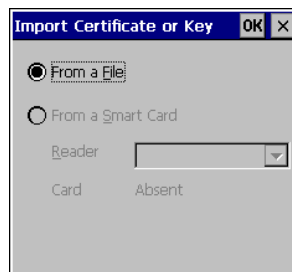 Import Certificate or Key OK ×
From a File
From a Smart Card
Reader
Card Absent